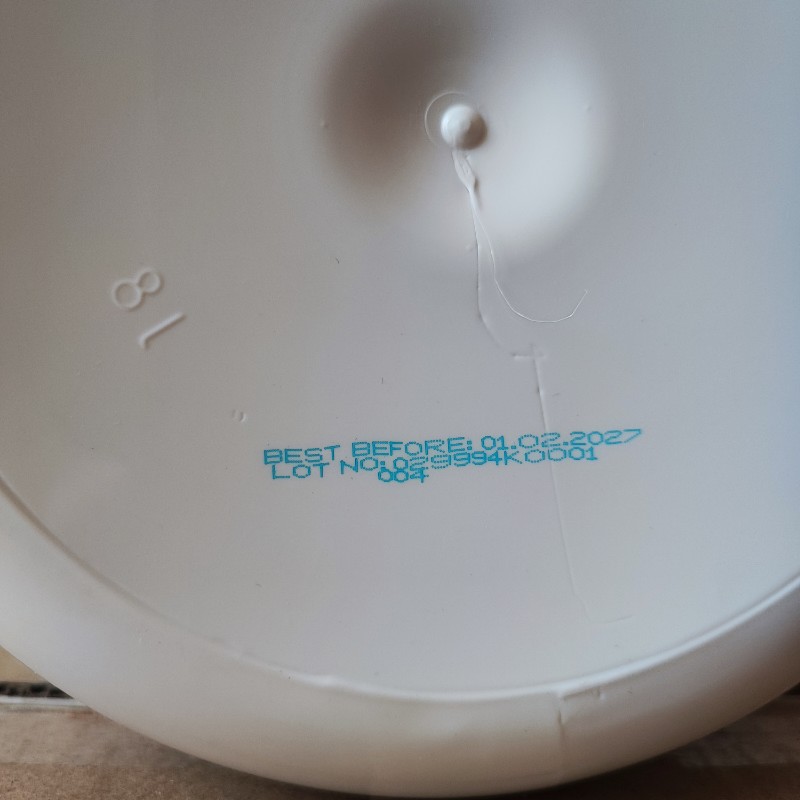 BEST BEFORE: 01.02.2027
LOT NO: 029994K0001
004
18